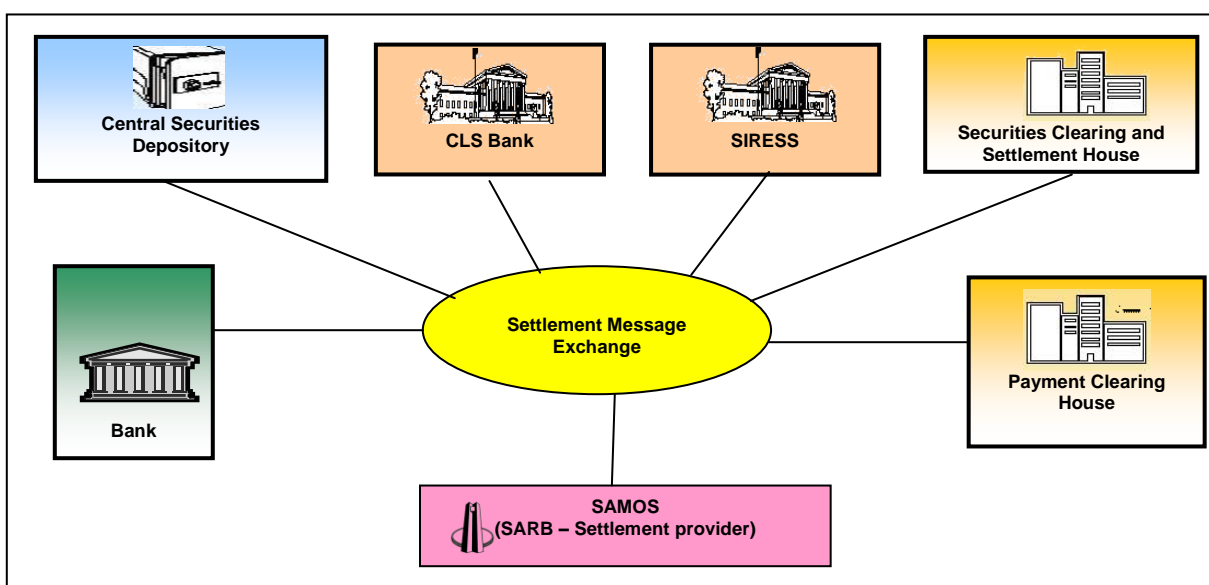 Central Securities
Depository
CLS Bank
SIRESS
Securities Clearing and
Settlement House
Settlement Message
Exchange
Bank
Payment Clearing
House
SAMOS
(SARB – Settlement provider)